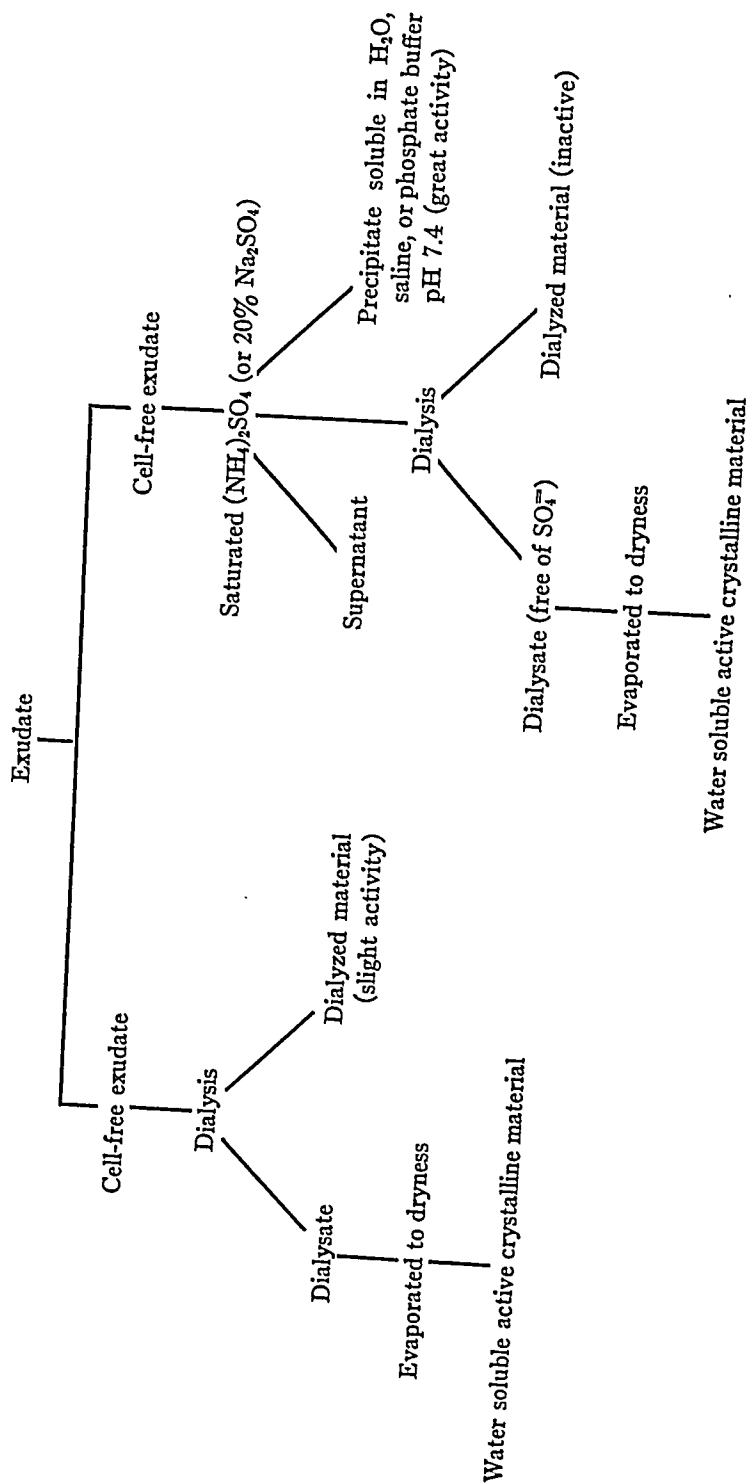 Exudate
Cell-free exudate
Dialysis
Dialysate
Dialyzed material
(slight activity)
Evaporated to dryness
Water soluble active crystalline material
Cell-free exudate
Saturated (NH₄)₂SO₄ (or 20% Na₂SO₄)
Supernatant
Precipitate soluble in H₂O,
saline, or phosphate buffer
pH 7.4 (great activity)
Dialysis
Dialysate (free of SO₄⁼)
Dialyzed material (inactive)
Evaporated to dryness
Water soluble active crystalline material